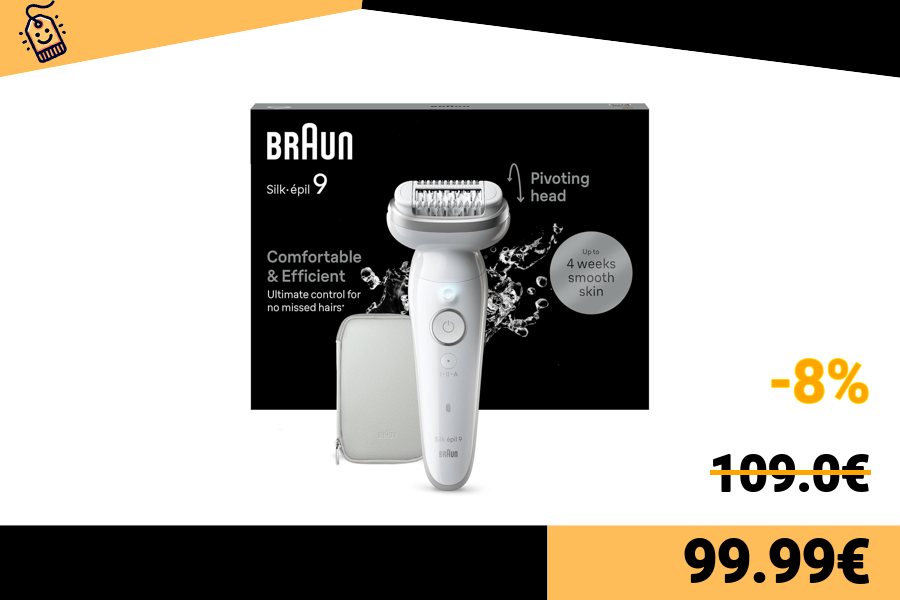 BRAUN
Silk·épil 9
Pivoting
head
Comfortable
& Efficient
Ultimate control for
no missed hairs*
Up to
4 weeks
smooth
skin
I·II·A
Silk·épil 9
BRAUN
-8%
109.0€
99.99€